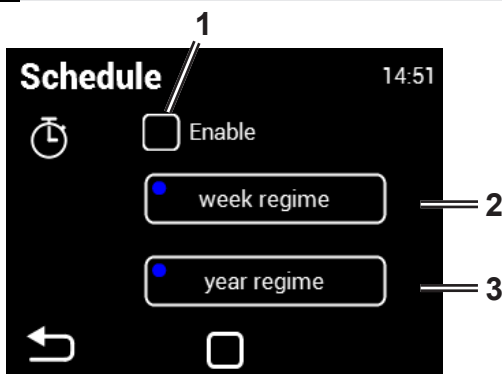 1
Schedule 14:51
Enable
week regime 2
year regime 3